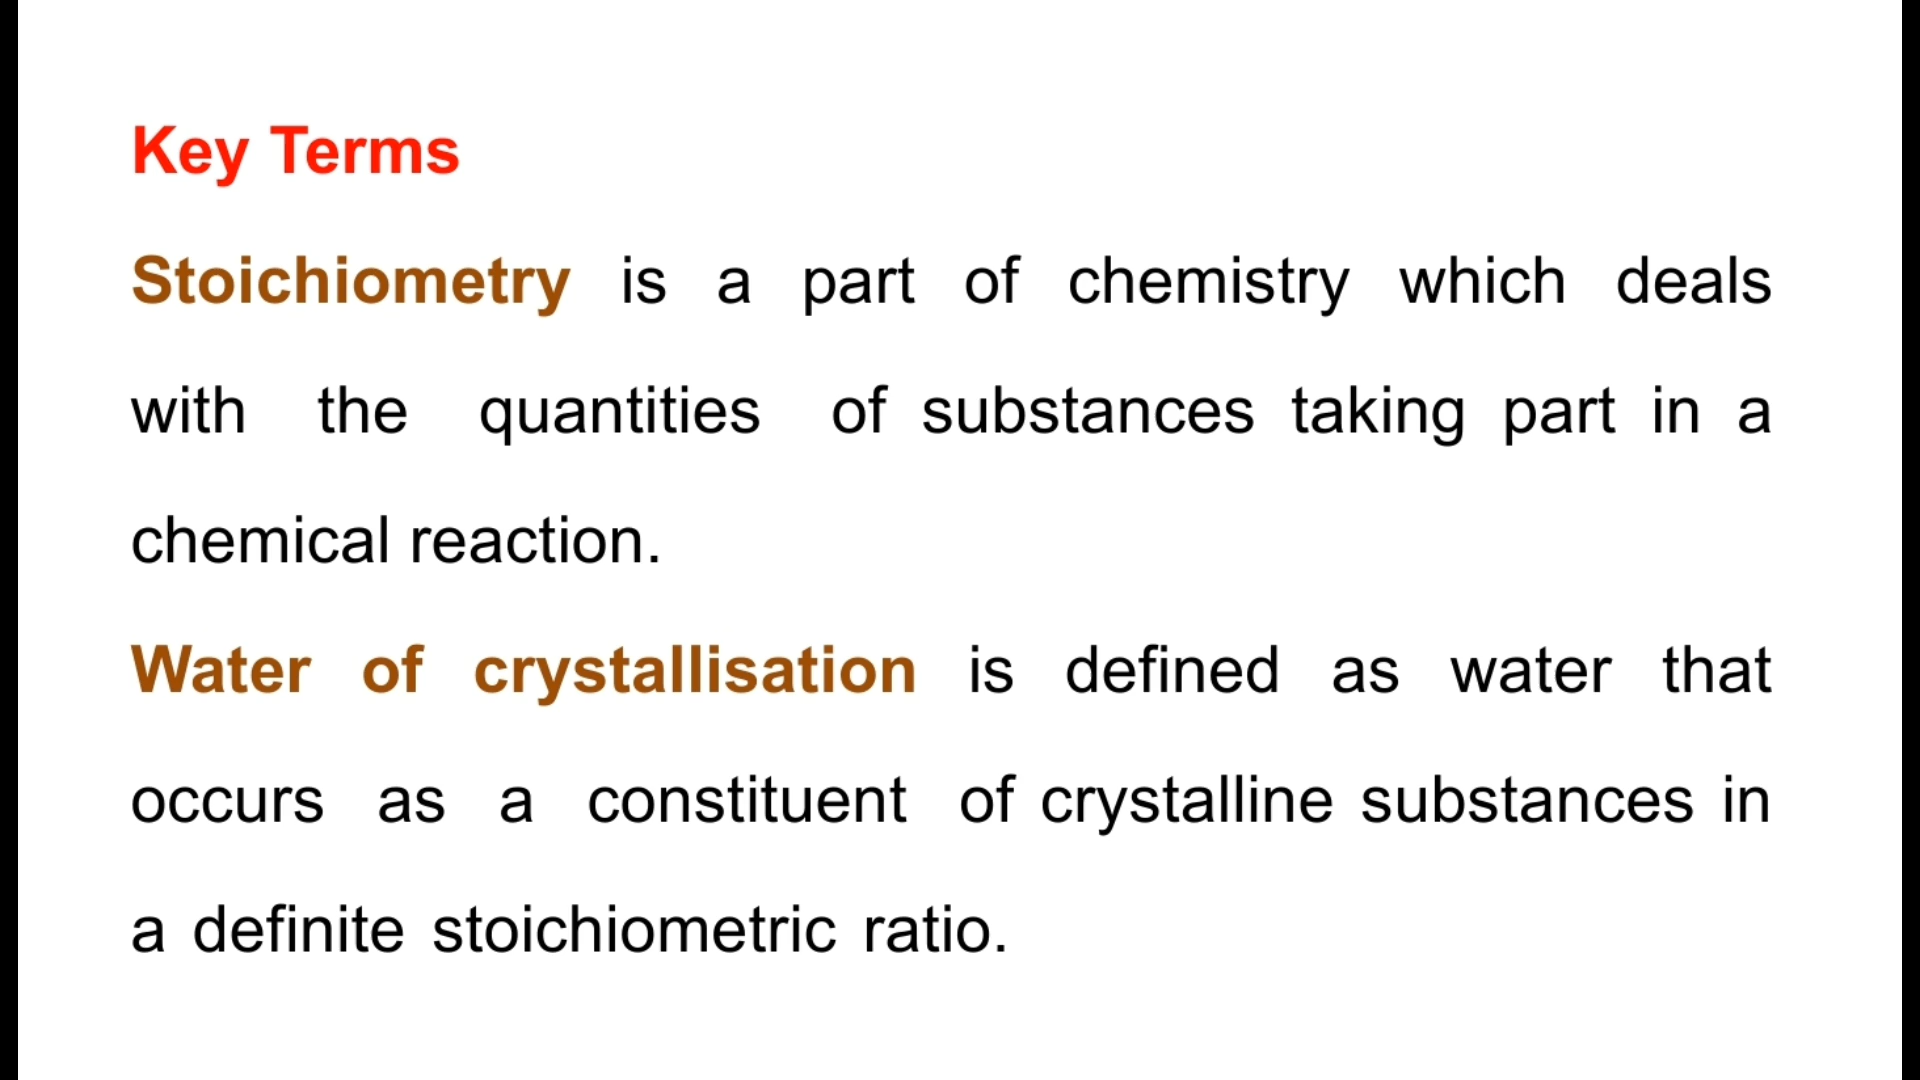 Key Terms
Stoichiometry is a part of chemistry which deals
with the quantities of substances taking part in a
chemical reaction.
Water of crystallisation is defined as water that
occurs as a constituent of crystalline substances in
a definite stoichiometric ratio.